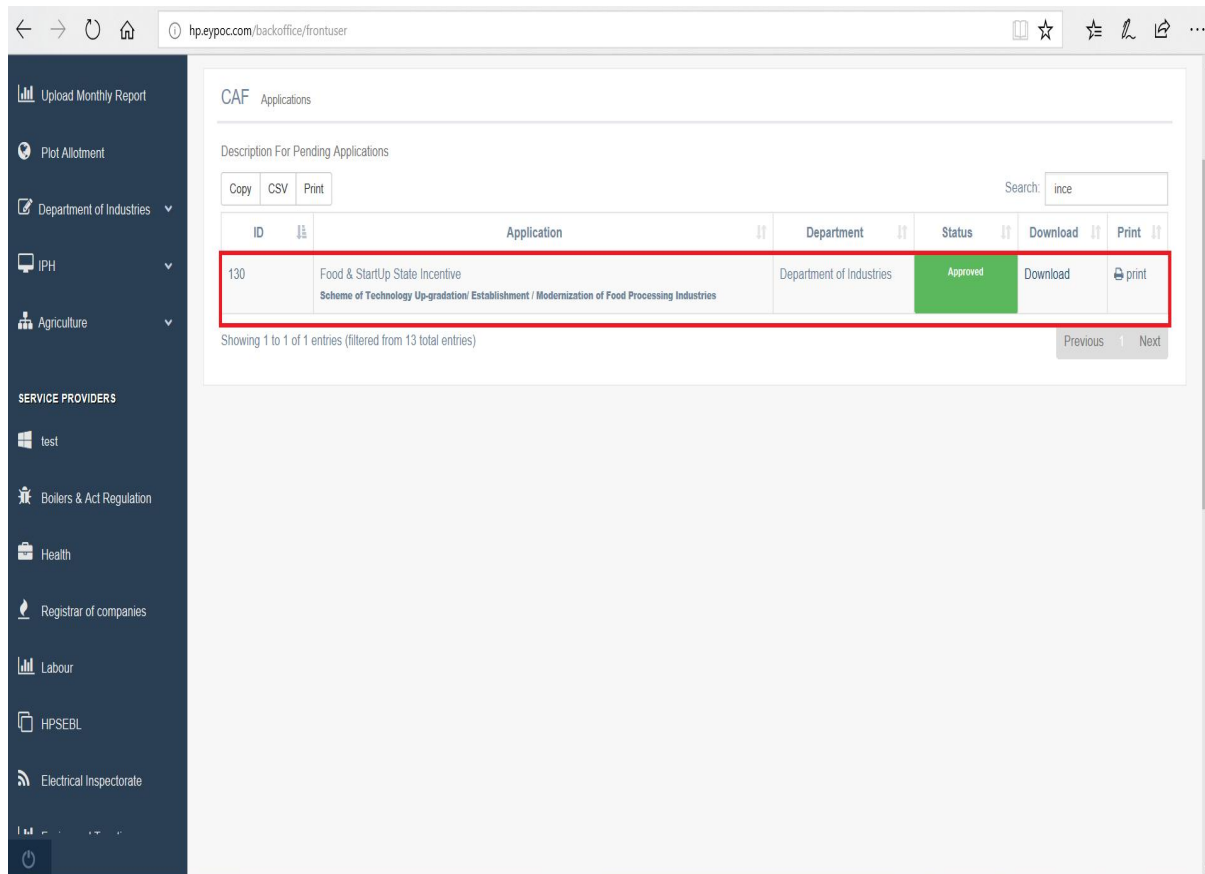 hp.eypoc.com/backoffice/frontuser
Upload Monthly Report
Plot Allotment
Department of Industries
IPH
Agriculture
SERVICE PROVIDERS
test
Boilers & Act Regulation
Health
Registrar of companies
Labour
HPSEBL
Electrical Inspectorate
CAF Applications
Description For Pending Applications
Copy CSV Print
Search: ince
ID Application Department Status Download Print
130 Food & StartUp State Incentive Department of Industries Approved Download print
Scheme of Technology Up-gradation/ Establishment / Modernization of Food Processing Industries
Showing 1 to 1 of 1 entries (filtered from 13 total entries)
Previous 1 Next